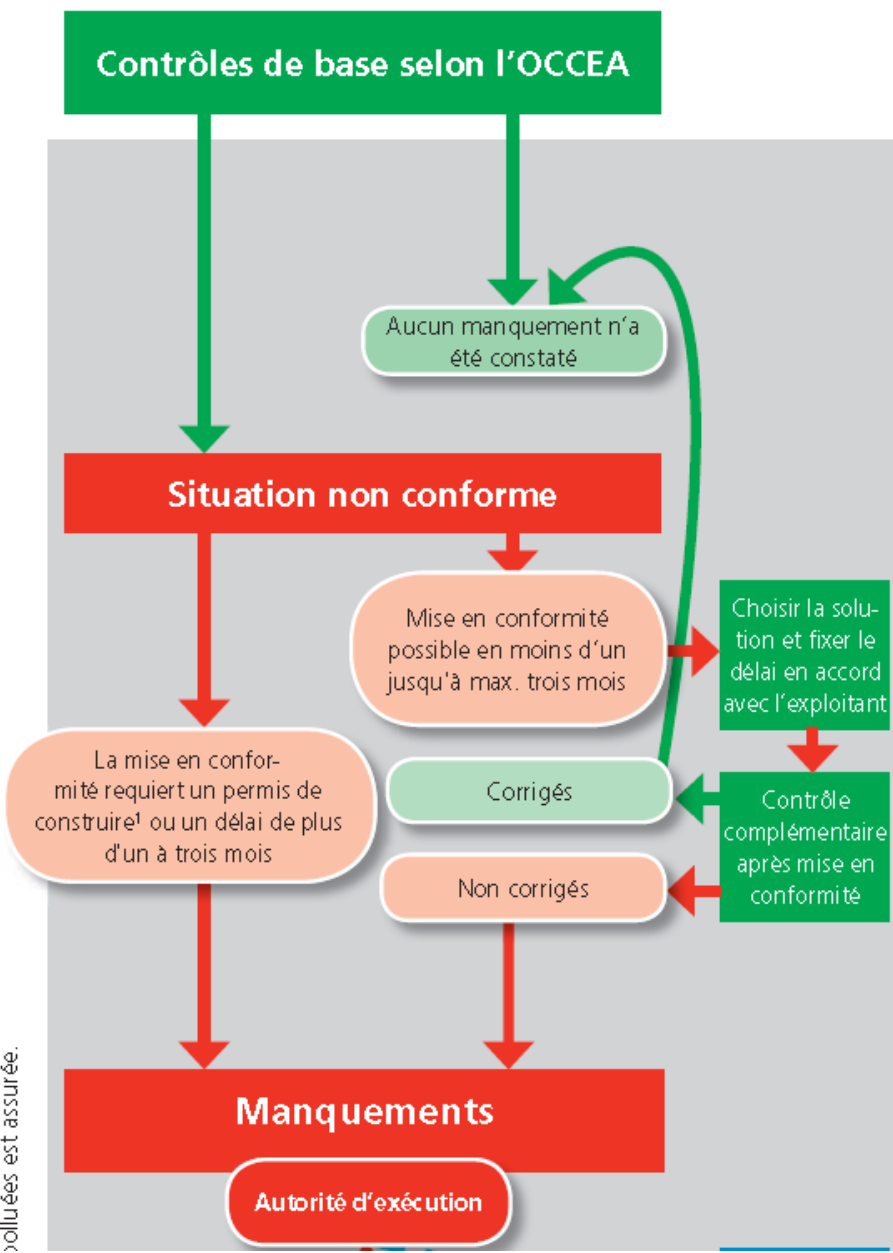 Contrôles de base selon l’OCCEA
Aucun manquement n’a
été constaté
Situation non conforme
Mise en conformité
possible en moins d’un
jusqu'à max. trois mois
Choisir la solu-
tion et fixer le
délai en accord
avec l’exploitant
La mise en confor-
mité requiert un permis de
construire¹ ou un délai de plus
d'un à trois mois
Corrigés
Contrôle
complémentaire
après mise en
conformité
Non corrigés
Manquements
Autorité d’exécution
polluées est assurée.